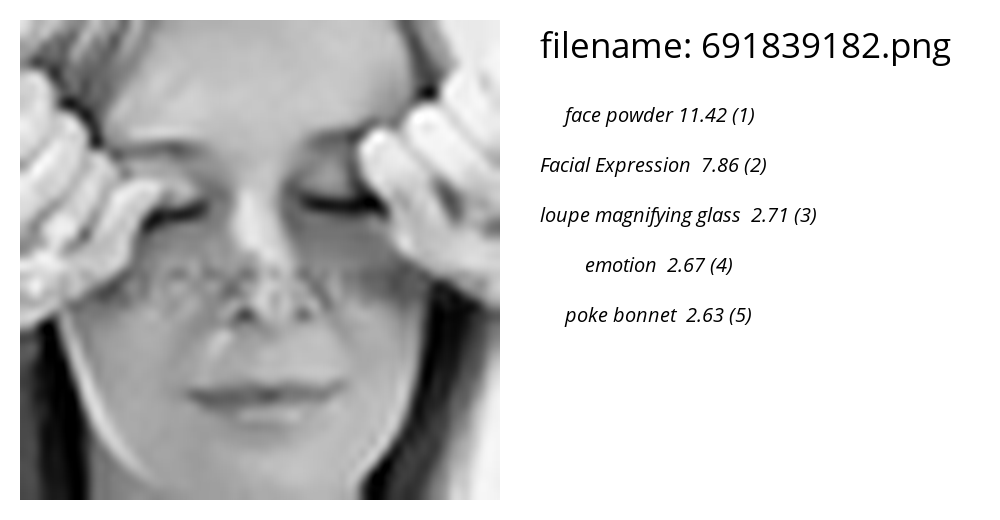 filename: 691839182.png
face powder 11.42 (1)
Facial Expression 7.86 (2)
loupe magnifying glass 2.71 (3)
emotion 2.67 (4)
poke bonnet 2.63 (5)